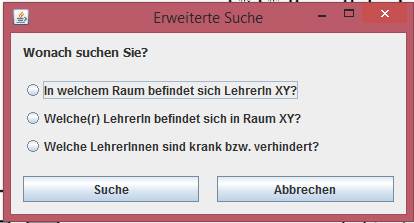 Erweiterte Suche
Wonach suchen Sie?
In welchem Raum befindet sich LehrerIn XY?
Welche(r) LehrerIn befindet sich in Raum XY?
Welche LehrerInnen sind krank bzw. verhindert?
Suche
Abbrechen